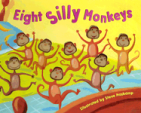 Eight Silly Monkeys
Illustrated by Steve Haskamp